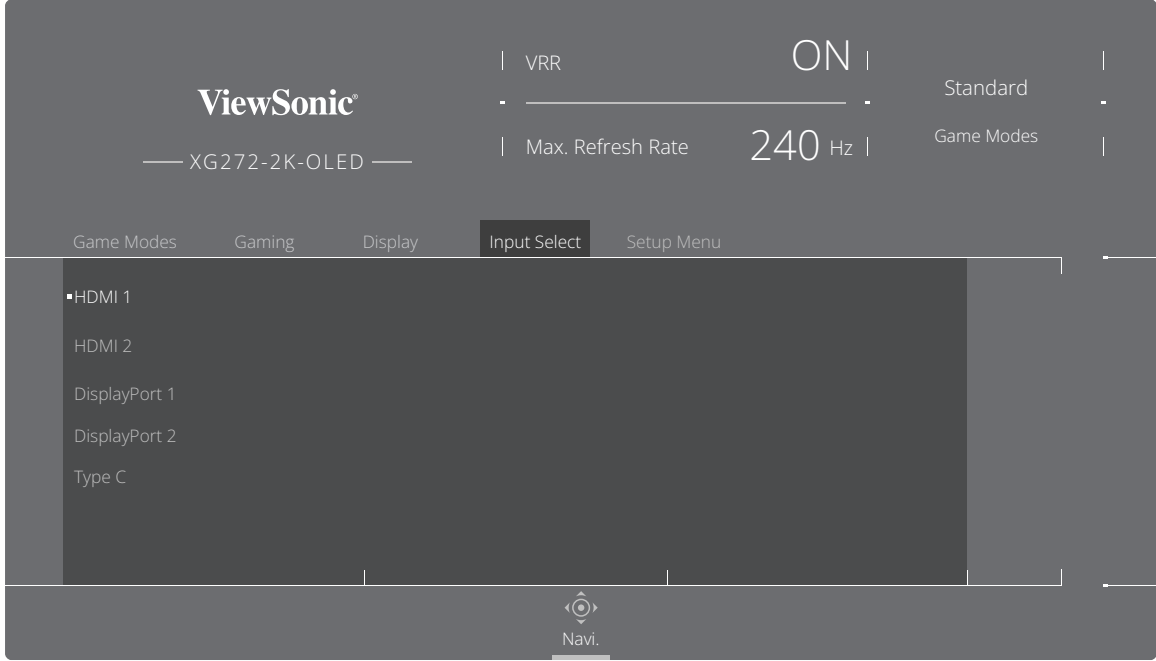 ViewSonic®
XG272-2K-OLED
VRR ON
Max. Refresh Rate 240 Hz
Standard
Game Modes
Game Modes Gaming Display Input Select Setup Menu
HDMI 1
HDMI 2
DisplayPort 1
DisplayPort 2
Type C
Navi.